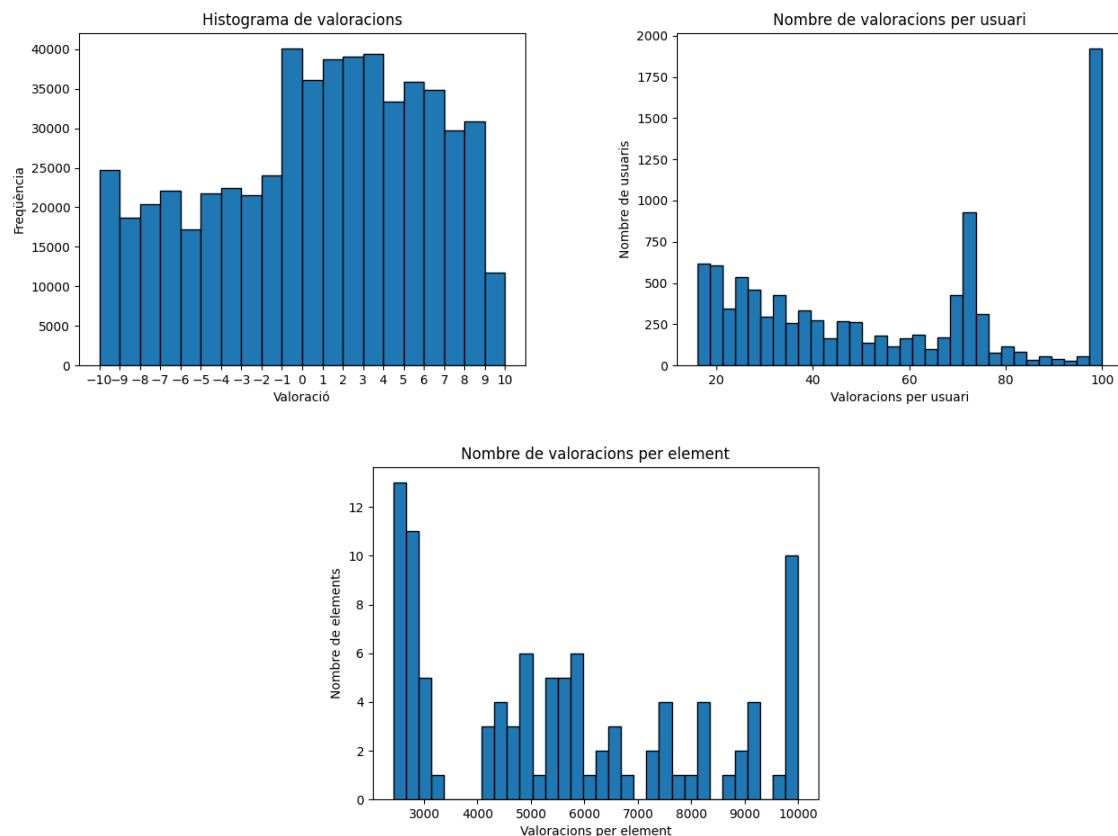 Histograma de valoracions
40000
35000
30000
25000
20000
15000
10000
5000
0
Freqüència
−10 −9 −8 −7 −6 −5 −4 −3 −2 −1 0 1 2 3 4 5 6 7 8 9 10
Valoració
Nombre de valoracions per usuari
2000
1750
1500
1250
1000
750
500
250
0
Nombre de usuaris
20 40 60 80 100
Valoracions per usuari
Nombre de valoracions per element
12
10
8
6
4
2
0
Nombre de elements
3000 4000 5000 6000 7000 8000 9000 10000
Valoracions per element